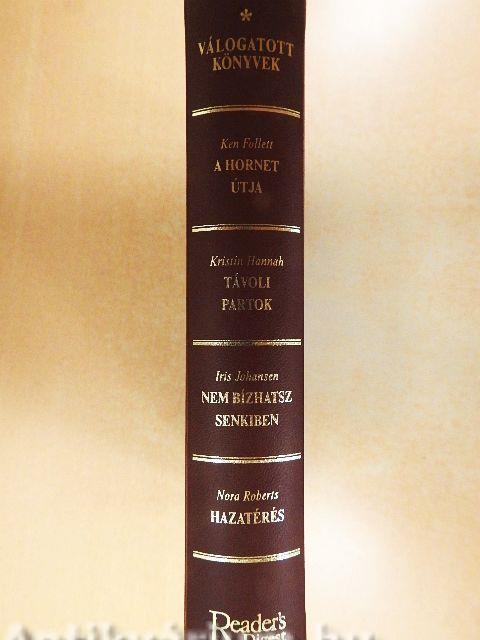 *
VÁLOGATOTT
KÖNYVEK
Ken Follett
A HORNET
ÚTJA
Kristin Hannah
TÁVOLI
PARTOK
Iris Johansen
NEM BÍZHATSZ
SENKIBEN
Nora Roberts
HAZATÉRÉS
Reader's
Digest